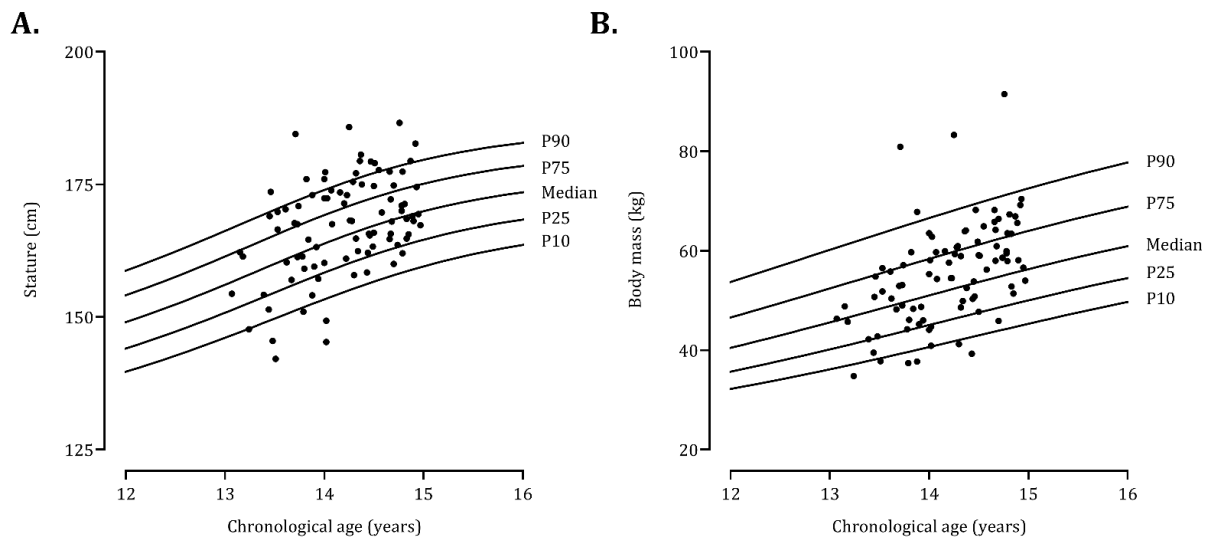 A.
200
175
150
125
Stature (cm)
P90
P75
Median
P25
P10
12 13 14 15 16
Chronological age (years)
B.
100
80
60
40
20
Body mass (kg)
P90
P75
Median
P25
P10
12 13 14 15 16
Chronological age (years)